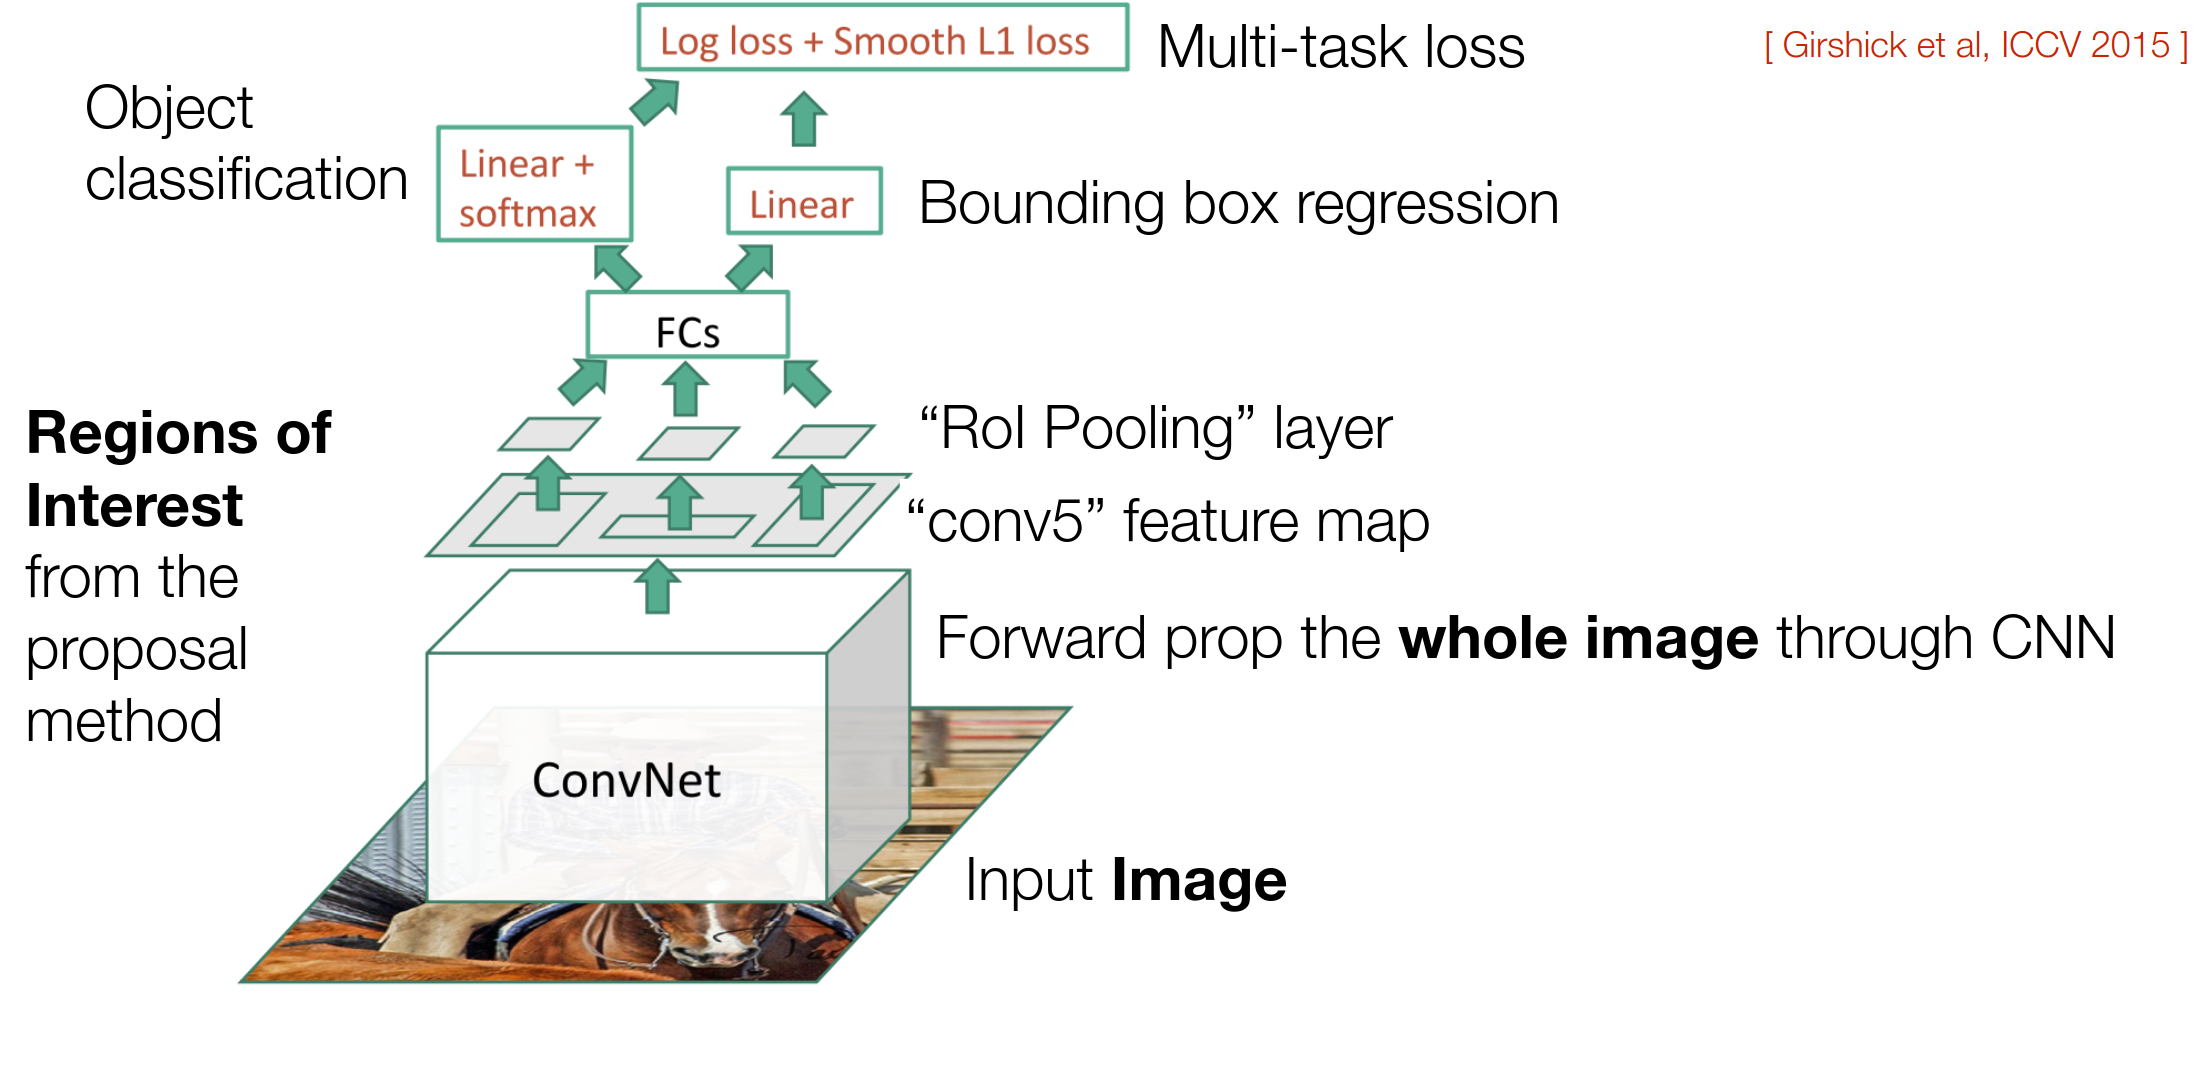 Log loss + Smooth L1 loss
Multi-task loss
[ Girshick et al, ICCV 2015 ]
Object
classification
Linear +
softmax
Linear
Bounding box regression
FCs
Regions of
Interest
from the
proposal
method
“RoI Pooling” layer
“conv5” feature map
Forward prop the whole image through CNN
ConvNet
Input Image